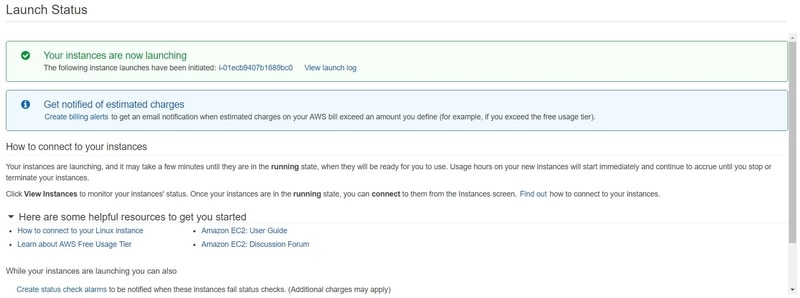 Launch Status
Your instances are now launching
The following instance launches have been initiated: i-01ecb9407b1689bc0 View launch log
Get notified of estimated charges
Create billing alerts to get an email notification when estimated charges on your AWS bill exceed an amount you define (for example, if you exceed the free usage tier).
How to connect to your instances
Your instances are launching, and it may take a few minutes until they are in the running state, when they will be ready for you to use. Usage hours on your new instances will start immediately and continue to accrue until you stop or
terminate your instances.
Click View Instances to monitor your instances' status. Once your instances are in the running state, you can connect to them from the Instances screen. Find out how to connect to your instances.
Here are some helpful resources to get you started
• How to connect to your Linux instance • Amazon EC2: User Guide
• Learn about AWS Free Usage Tier • Amazon EC2: Discussion Forum
While your instances are launching you can also
Create status check alarms to be notified when these instances fail status checks. (Additional charges may apply)